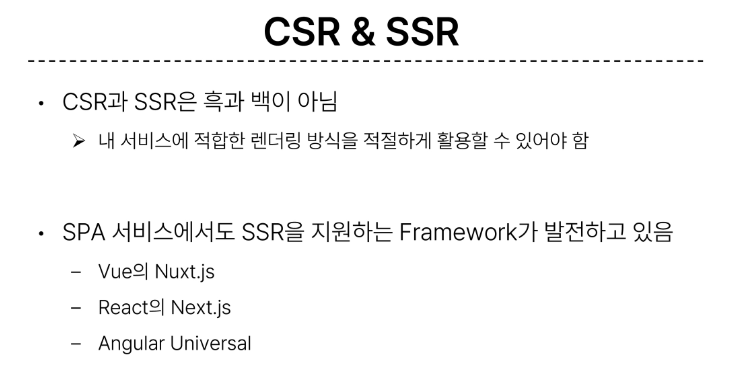 CSR & SSR
• CSR과 SSR은 흑과 백이 아님
➢ 내 서비스에 적합한 렌더링 방식을 적절하게 활용할 수 있어야 함
• SPA 서비스에서도 SSR을 지원하는 Framework가 발전하고 있음
– Vue의 Nuxt.js
– React의 Next.js
– Angular Universal